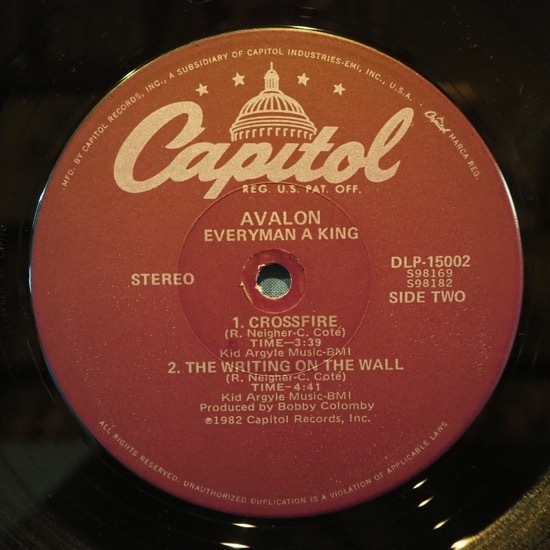 MFD. BY CAPITOL RECORDS, INC., A SUBSIDIARY OF CAPITOL INDUSTRIES-EMI, INC., U.S.A.
Capitol MARCA REG.
Capitol
REG. U.S. PAT. OFF.
AVALON
EVERYMAN A KING
STEREO
DLP-15002
S98169
S98182
SIDE TWO
1. CROSSFIRE
(R. Neigher-C. Coté)
TIME—3:39
Kid Argyle Music-BMI
2. THE WRITING ON THE WALL
(R. Neigher-C. Coté)
TIME-4:41
Kid Argyle Music-BMI
Produced by Bobby Colomby
℗1982 Capitol Records, Inc.
ALL RIGHTS RESERVED. UNAUTHORIZED DUPLICATION IS A VIOLATION OF APPLICABLE LAWS